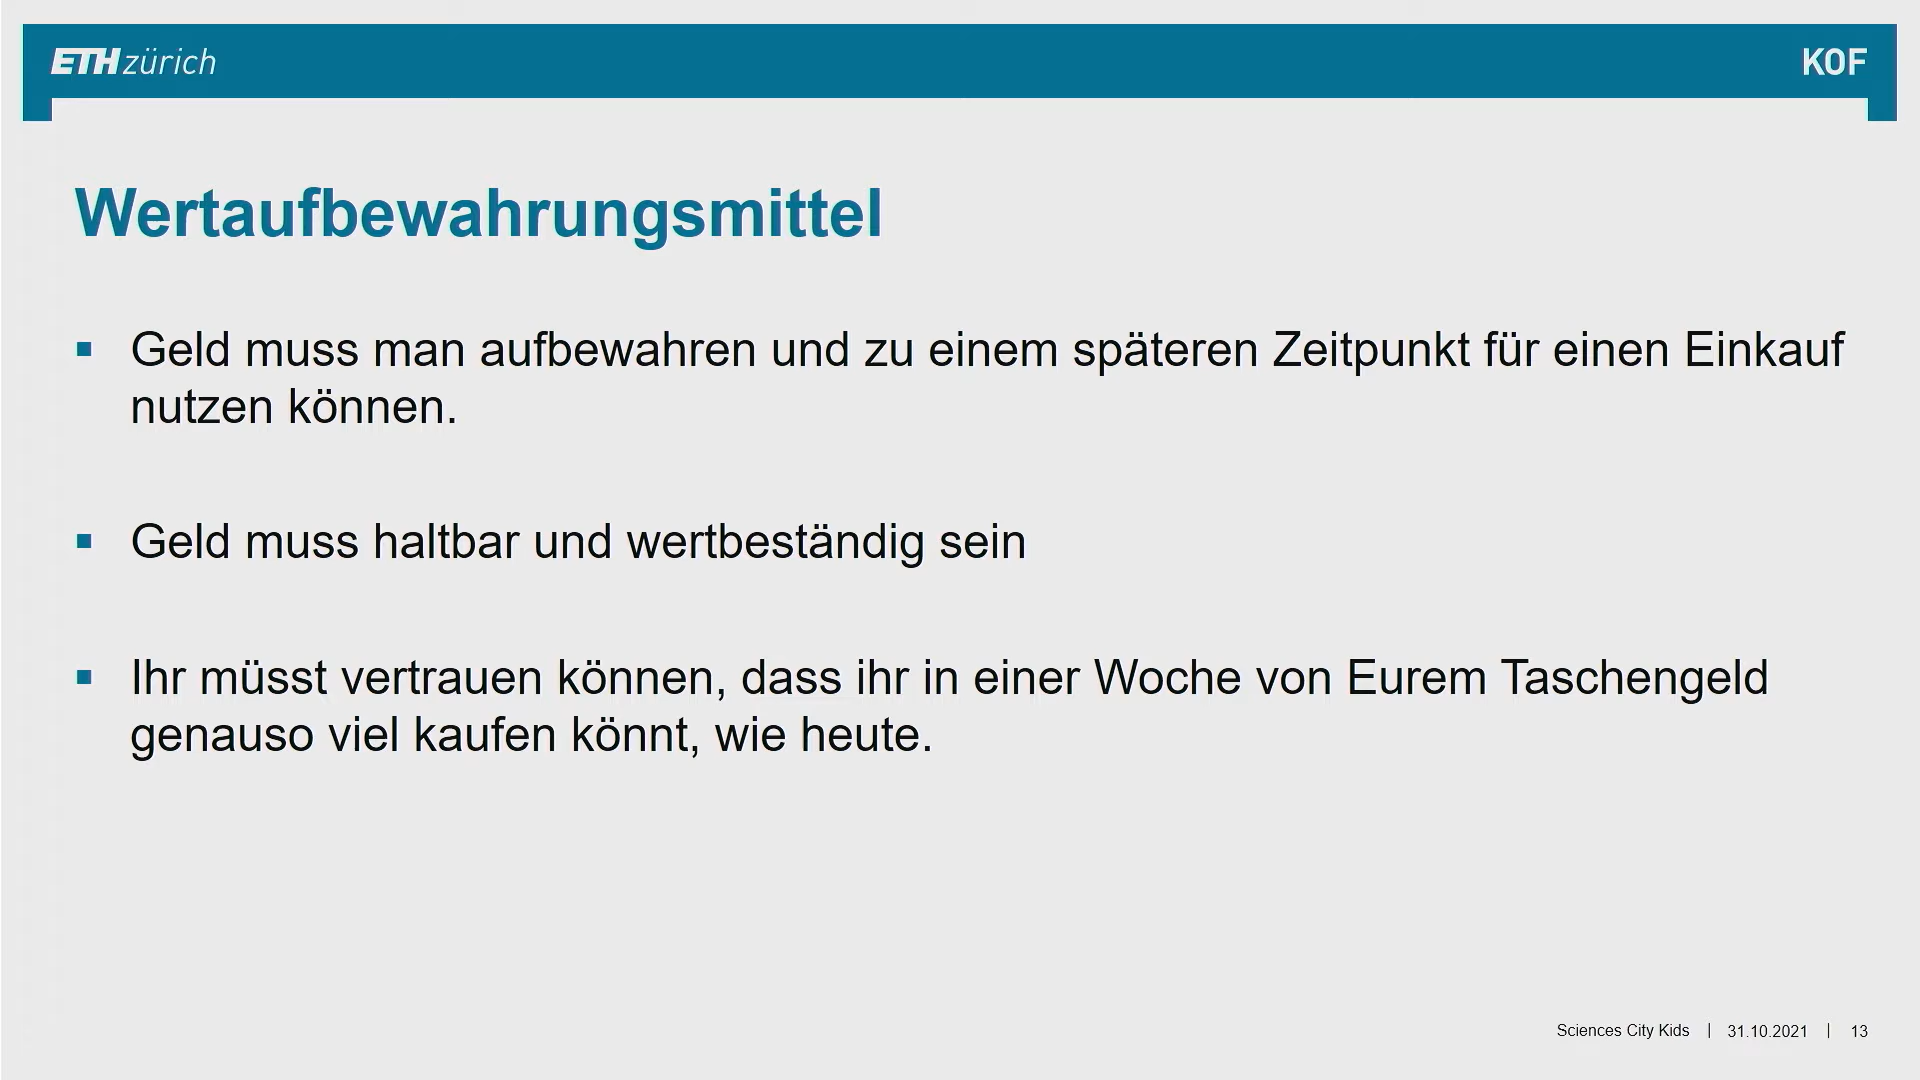 ETH zürich
KOF
Wertaufbewahrungsmittel
▪ Geld muss man aufbewahren und zu einem späteren Zeitpunkt für einen Einkauf
nutzen können.
▪ Geld muss haltbar und wertbeständig sein
▪ Ihr müsst vertrauen können, dass ihr in einer Woche von Eurem Taschengeld
genauso viel kaufen könnt, wie heute.
Sciences City Kids | 31.10.2021 | 13